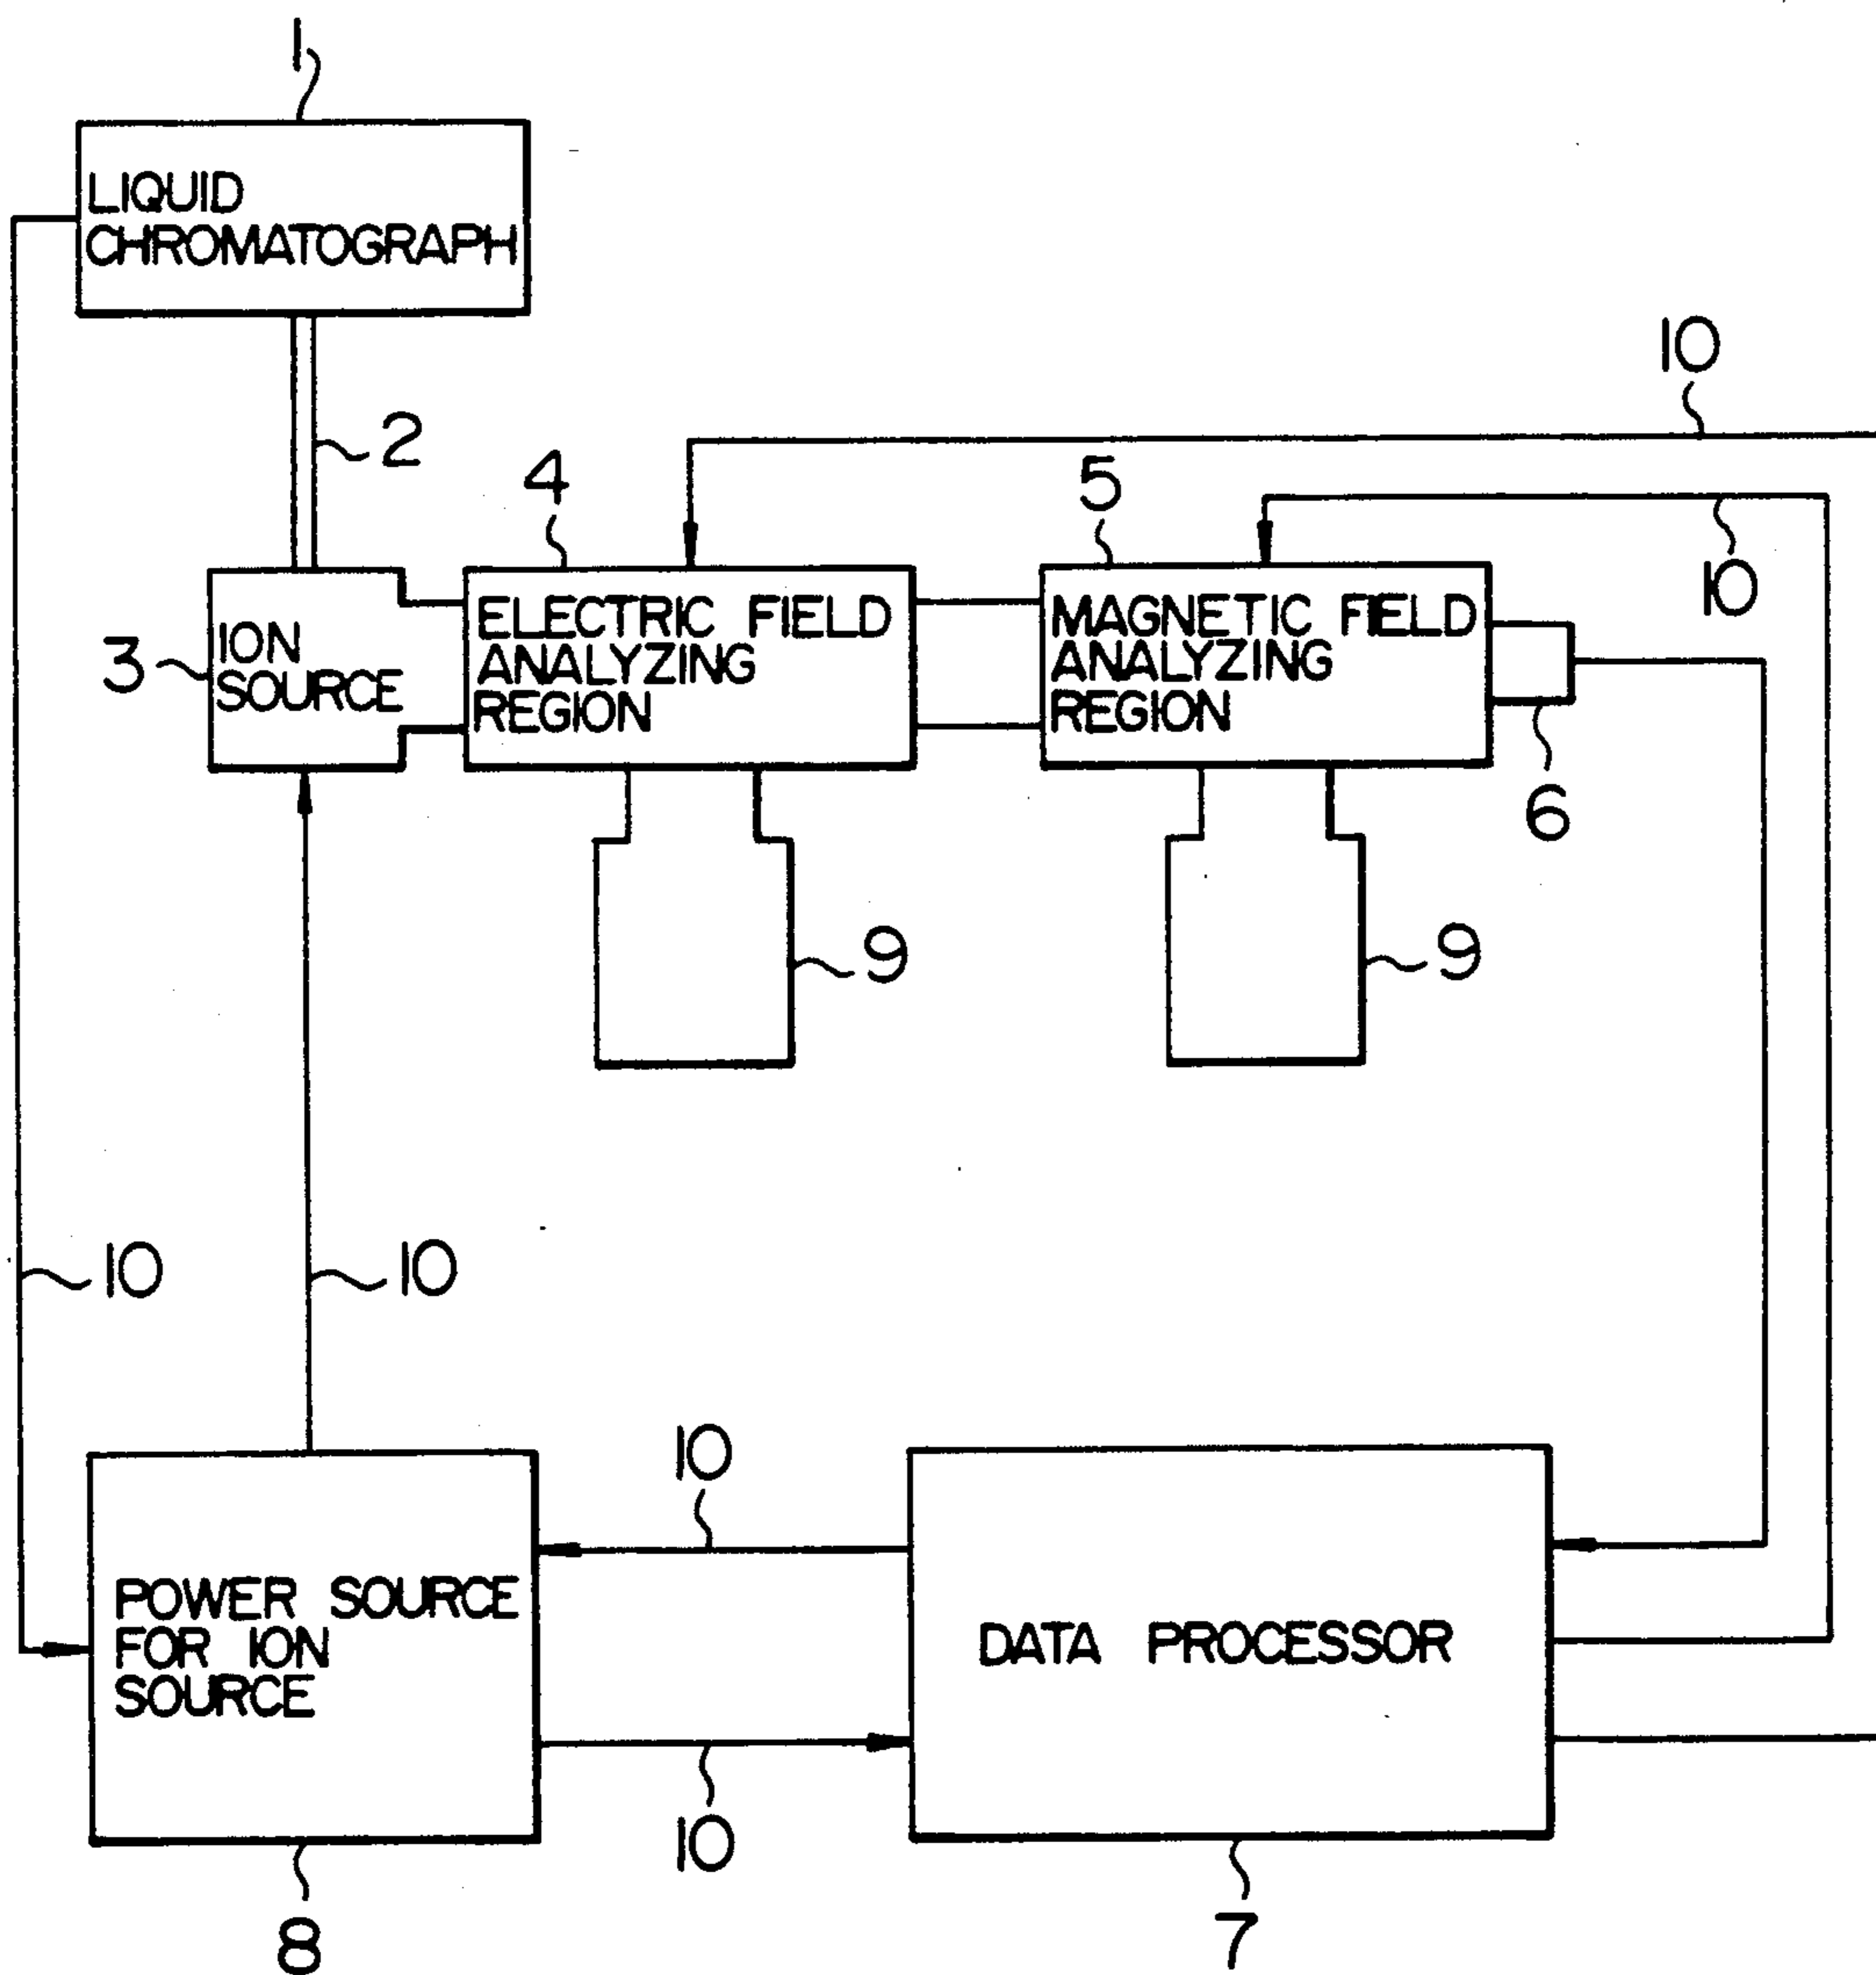 1
LIQUID
CHROMATOGRAPH
10
2
4
5
10
3
ION
SOURCE
ELECTRIC FIELD
ANALYZING
REGION
MAGNETIC FIELD
ANALYZING
REGION
6
9
9
10
10
10
POWER SOURCE
FOR ION
SOURCE
DATA PROCESSOR
10
8
7